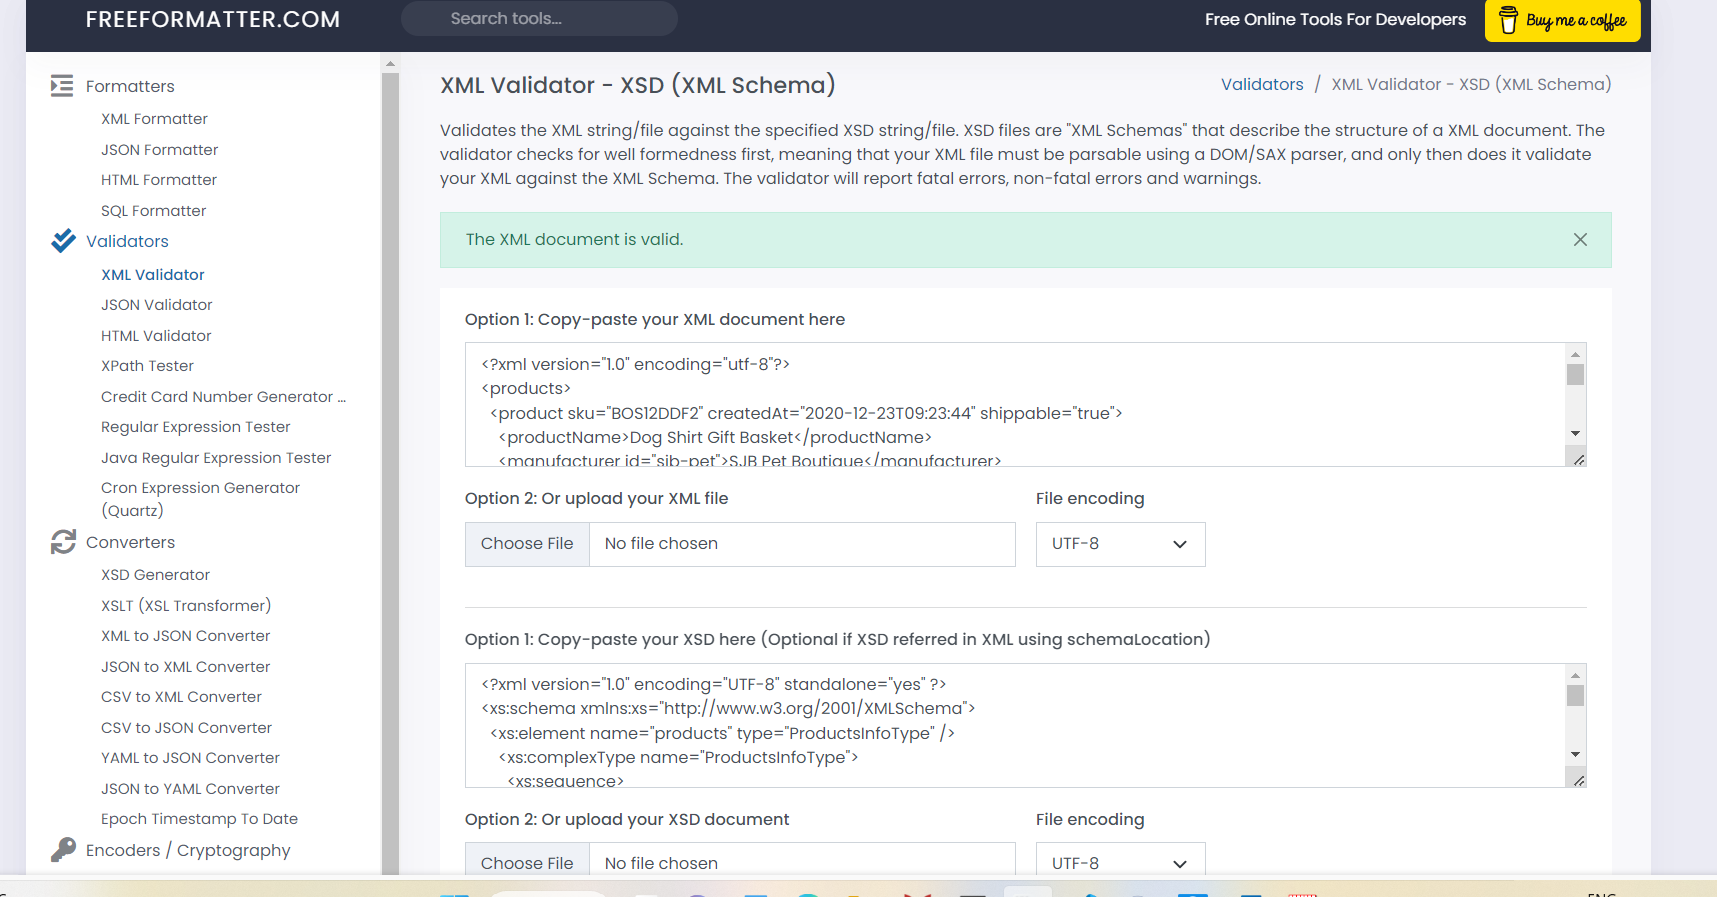 FREEFORMATTER.COM
Search tools...
Free Online Tools For Developers
Buy me a coffee
Formatters
XML Formatter
JSON Formatter
HTML Formatter
SQL Formatter
Validators
XML Validator
JSON Validator
HTML Validator
XPath Tester
Credit Card Number Generator ...
Regular Expression Tester
Java Regular Expression Tester
Cron Expression Generator
(Quartz)
Converters
XSD Generator
XSLT (XSL Transformer)
XML to JSON Converter
JSON to XML Converter
CSV to XML Converter
CSV to JSON Converter
YAML to JSON Converter
JSON to YAML Converter
Epoch Timestamp To Date
Encoders / Cryptography
XML Validator - XSD (XML Schema)
Validators / XML Validator - XSD (XML Schema)
Validates the XML string/file against the specified XSD string/file. XSD files are "XML Schemas" that describe the structure of a XML document. The
validator checks for well formedness first, meaning that your XML file must be parsable using a DOM/SAX parser, and only then does it validate
your XML against the XML Schema. The validator will report fatal errors, non-fatal errors and warnings.
The XML document is valid.
Option 1: Copy-paste your XML document here
<?xml version="1.0" encoding="utf-8"?>
<products>
<product sku="BOS12DDF2" createdAt="2020-12-23T09:23:44" shippable="true">
<productName>Dog Shirt Gift Basket</productName>
<manufacturer id="sjb-pet">SJB Pet Boutique</manufacturer>
Option 2: Or upload your XML file
File encoding
Choose File No file chosen
UTF-8
Option 1: Copy-paste your XSD here (Optional if XSD referred in XML using schemaLocation)
<?xml version="1.0" encoding="UTF-8" standalone="yes" ?>
<xs:schema xmlns:xs="http://www.w3.org/2001/XMLSchema">
<xs:element name="products" type="ProductsInfoType" />
<xs:complexType name="ProductsInfoType">
<xs:sequence>
Option 2: Or upload your XSD document
File encoding
Choose File No file chosen
UTF-8
ENG